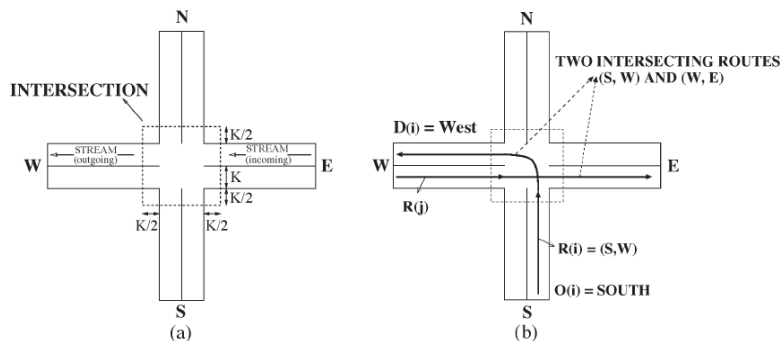 N
INTERSECTION
K/2
W
STREAM
(outgoing)
STREAM
(incoming)
E
K
K/2
K/2
K/2
S
(a)
N
TWO INTERSECTING ROUTES
(S, W) AND (W, E)
D(i) = West
W
E
R(j)
R(i) = (S,W)
O(i) = SOUTH
S
(b)